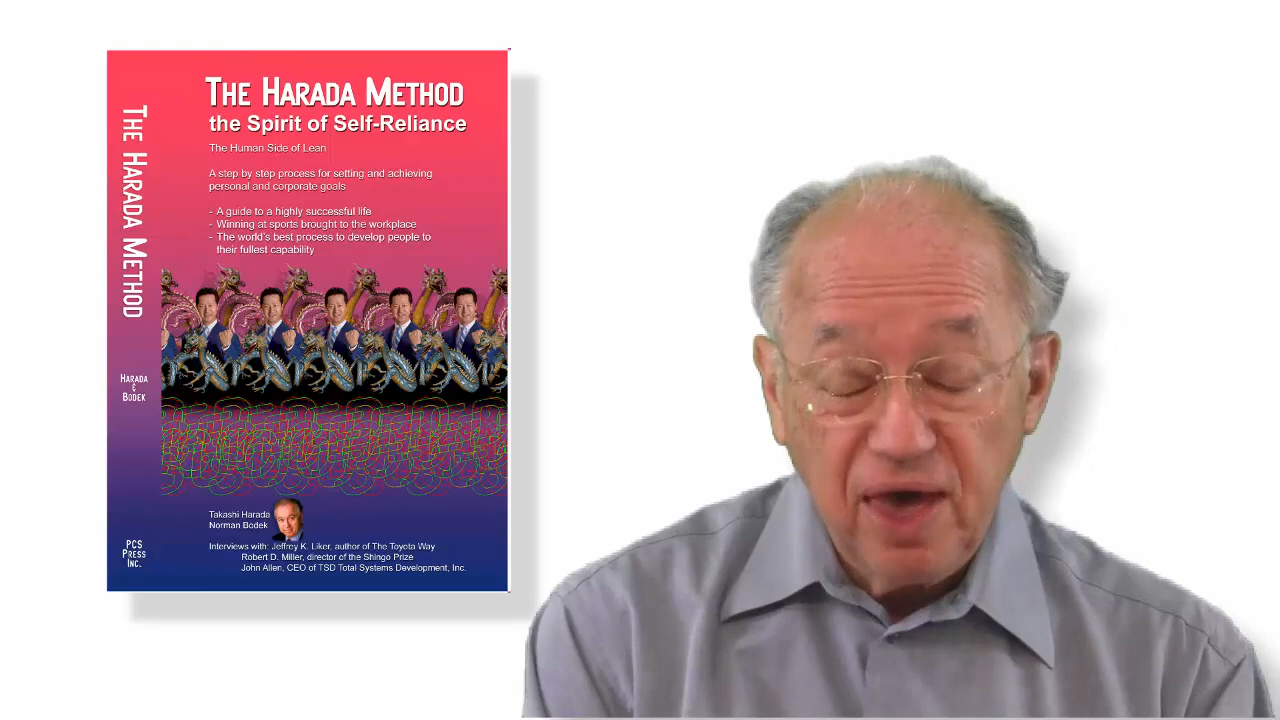 THE HARADA METHOD
HARADA
&
BODEK
PCS
PRESS
INC.
THE HARADA METHOD
the Spirit of Self-Reliance
The Human Side of Lean
A step by step process for setting and achieving
personal and corporate goals
- A guide to a highly successful life
- Winning at sports brought to the workplace
- The world's best process to develop people to
their fullest capability
Takashi Harada
Norman Bodek
Interviews with: Jeffrey K. Liker, author of The Toyota Way
Robert D. Miller, director of the Shingo Prize
John Allen, CEO of TSD Total Systems Development, Inc.